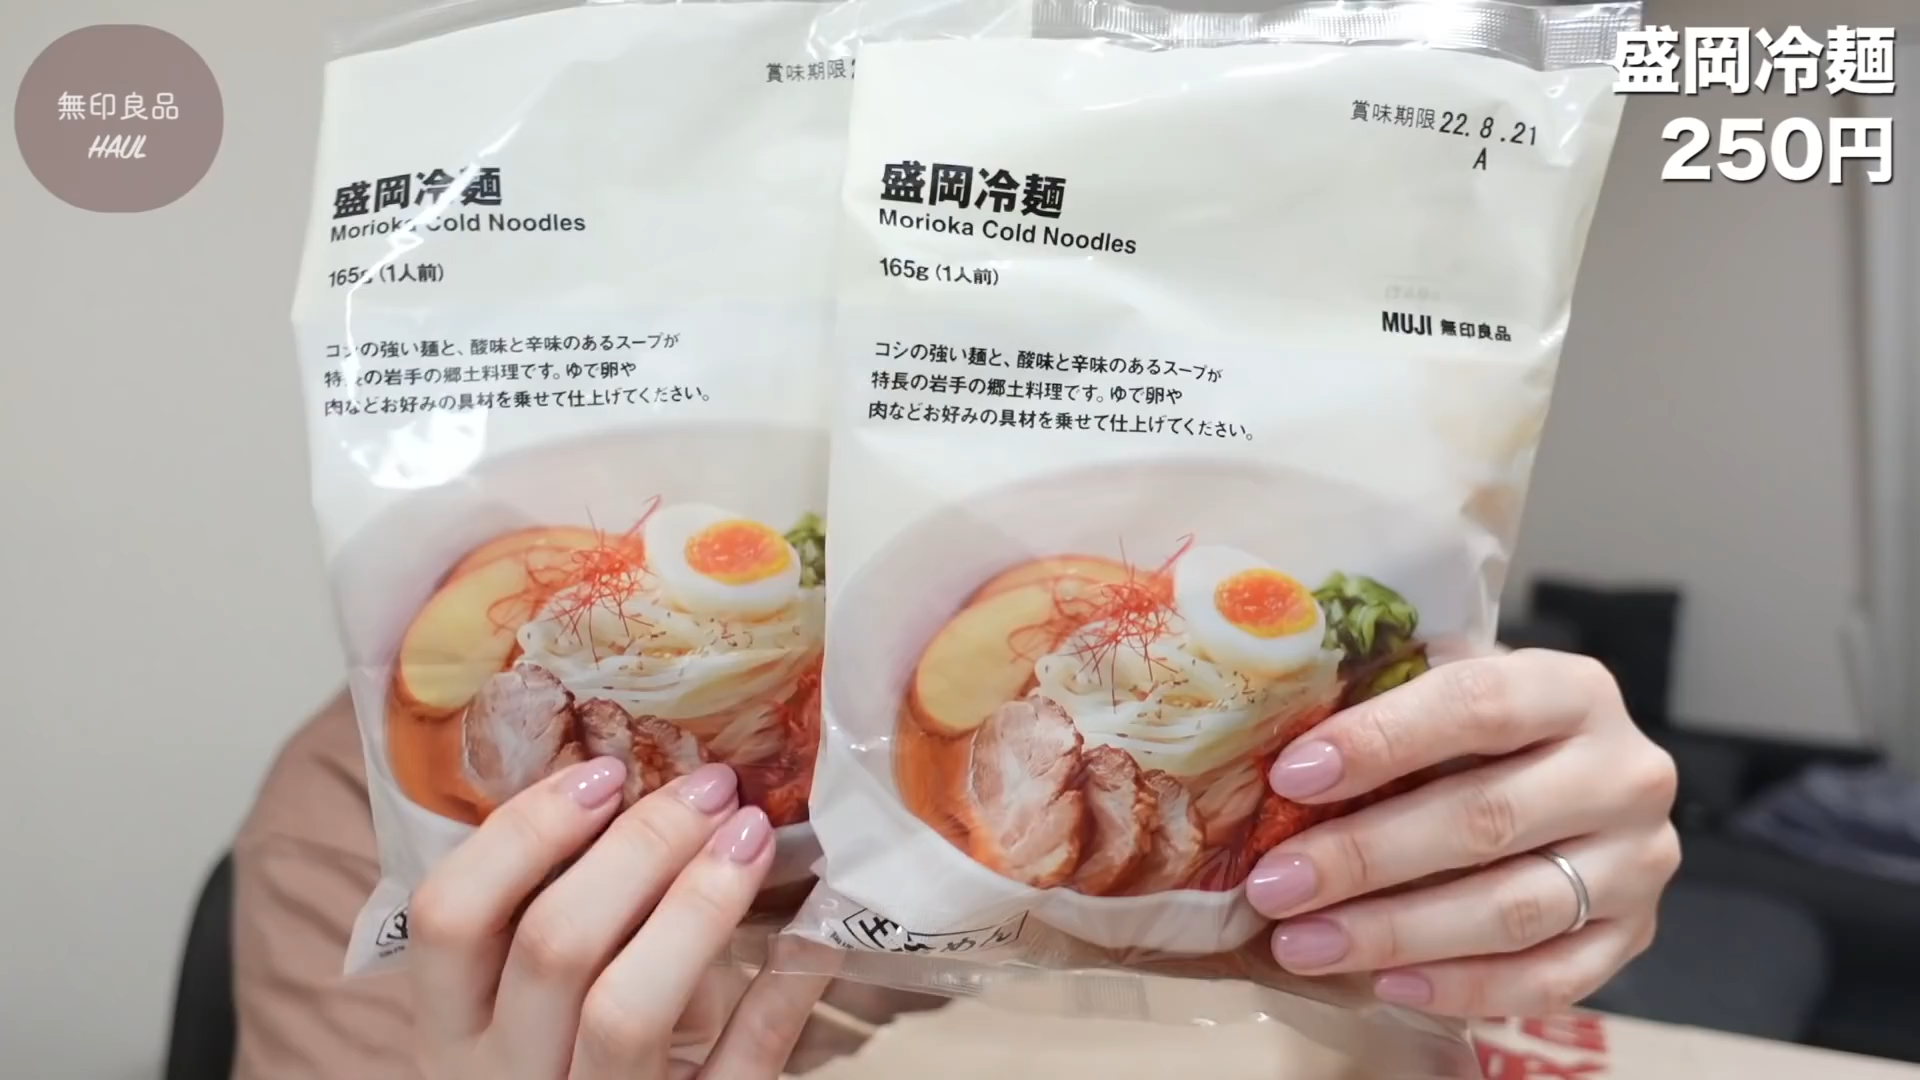 無印良品
HAUL
盛岡冷麺
250円
賞味期限
盛岡冷麺
Morioka Cold Noodles
165g(1人前)
コシの強い麺と、酸味と辛味のあるスープが
特長の岩手の郷土料理です。ゆで卵や
肉などお好みの具材を乗せて仕上げてください。
賞味期限 22.8.21
A
盛岡冷麺
Morioka Cold Noodles
165g(1人前)
MUJI 無印良品
コシの強い麺と、酸味と辛味のあるスープが
特長の岩手の郷土料理です。ゆで卵や
肉などお好みの具材を乗せて仕上げてください。